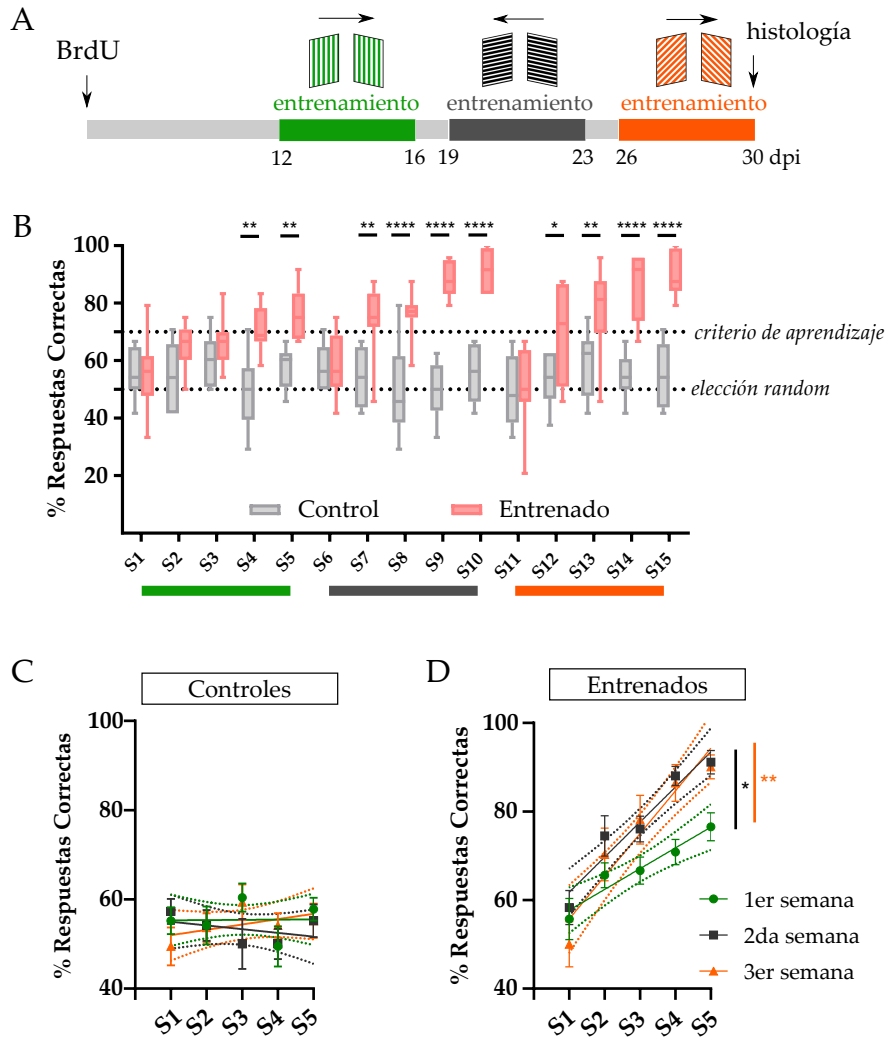 A
BrdU
histología
entrenamiento entrenamiento entrenamiento
12 16 19 23 26 30 dpi
B
% Respuestas Correctas
100
80
60
40
20
** ** ** **** **** **** * ** **** ****
criterio de aprendizaje
elección random
Control Entrenado
S1 S2 S3 S4 S5 S6 S7 S8 S9 S10 S11 S12 S13 S14 S15
C
Controles
% Respuestas Correctas
100
80
60
40
S1 S2 S3 S4 S5
D
Entrenados
% Respuestas Correctas
100
80
60
40
* **
1er semana
2da semana
3er semana
S1 S2 S3 S4 S5